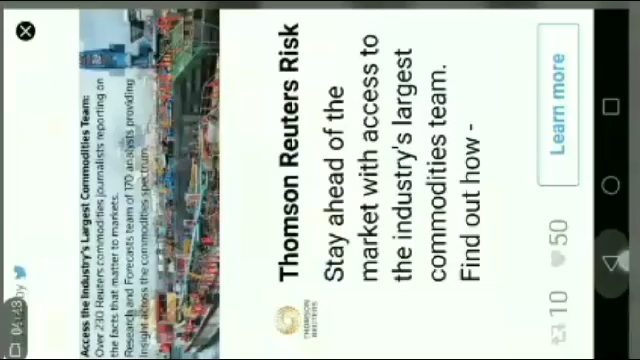 Access the Industry's Largest Commodities Team:
Over 230 Reuters commodities journalists reporting on
the facts that matter to markets.
Research and Forecasts team of 170 analysts providing
Insight across the commodities spectrum
Thomson Reuters Risk
Stay ahead of the
market with access to
the industry's largest
commodities team.
Find out how -
THOMSON
REUTERS
Learn more
10
50
by